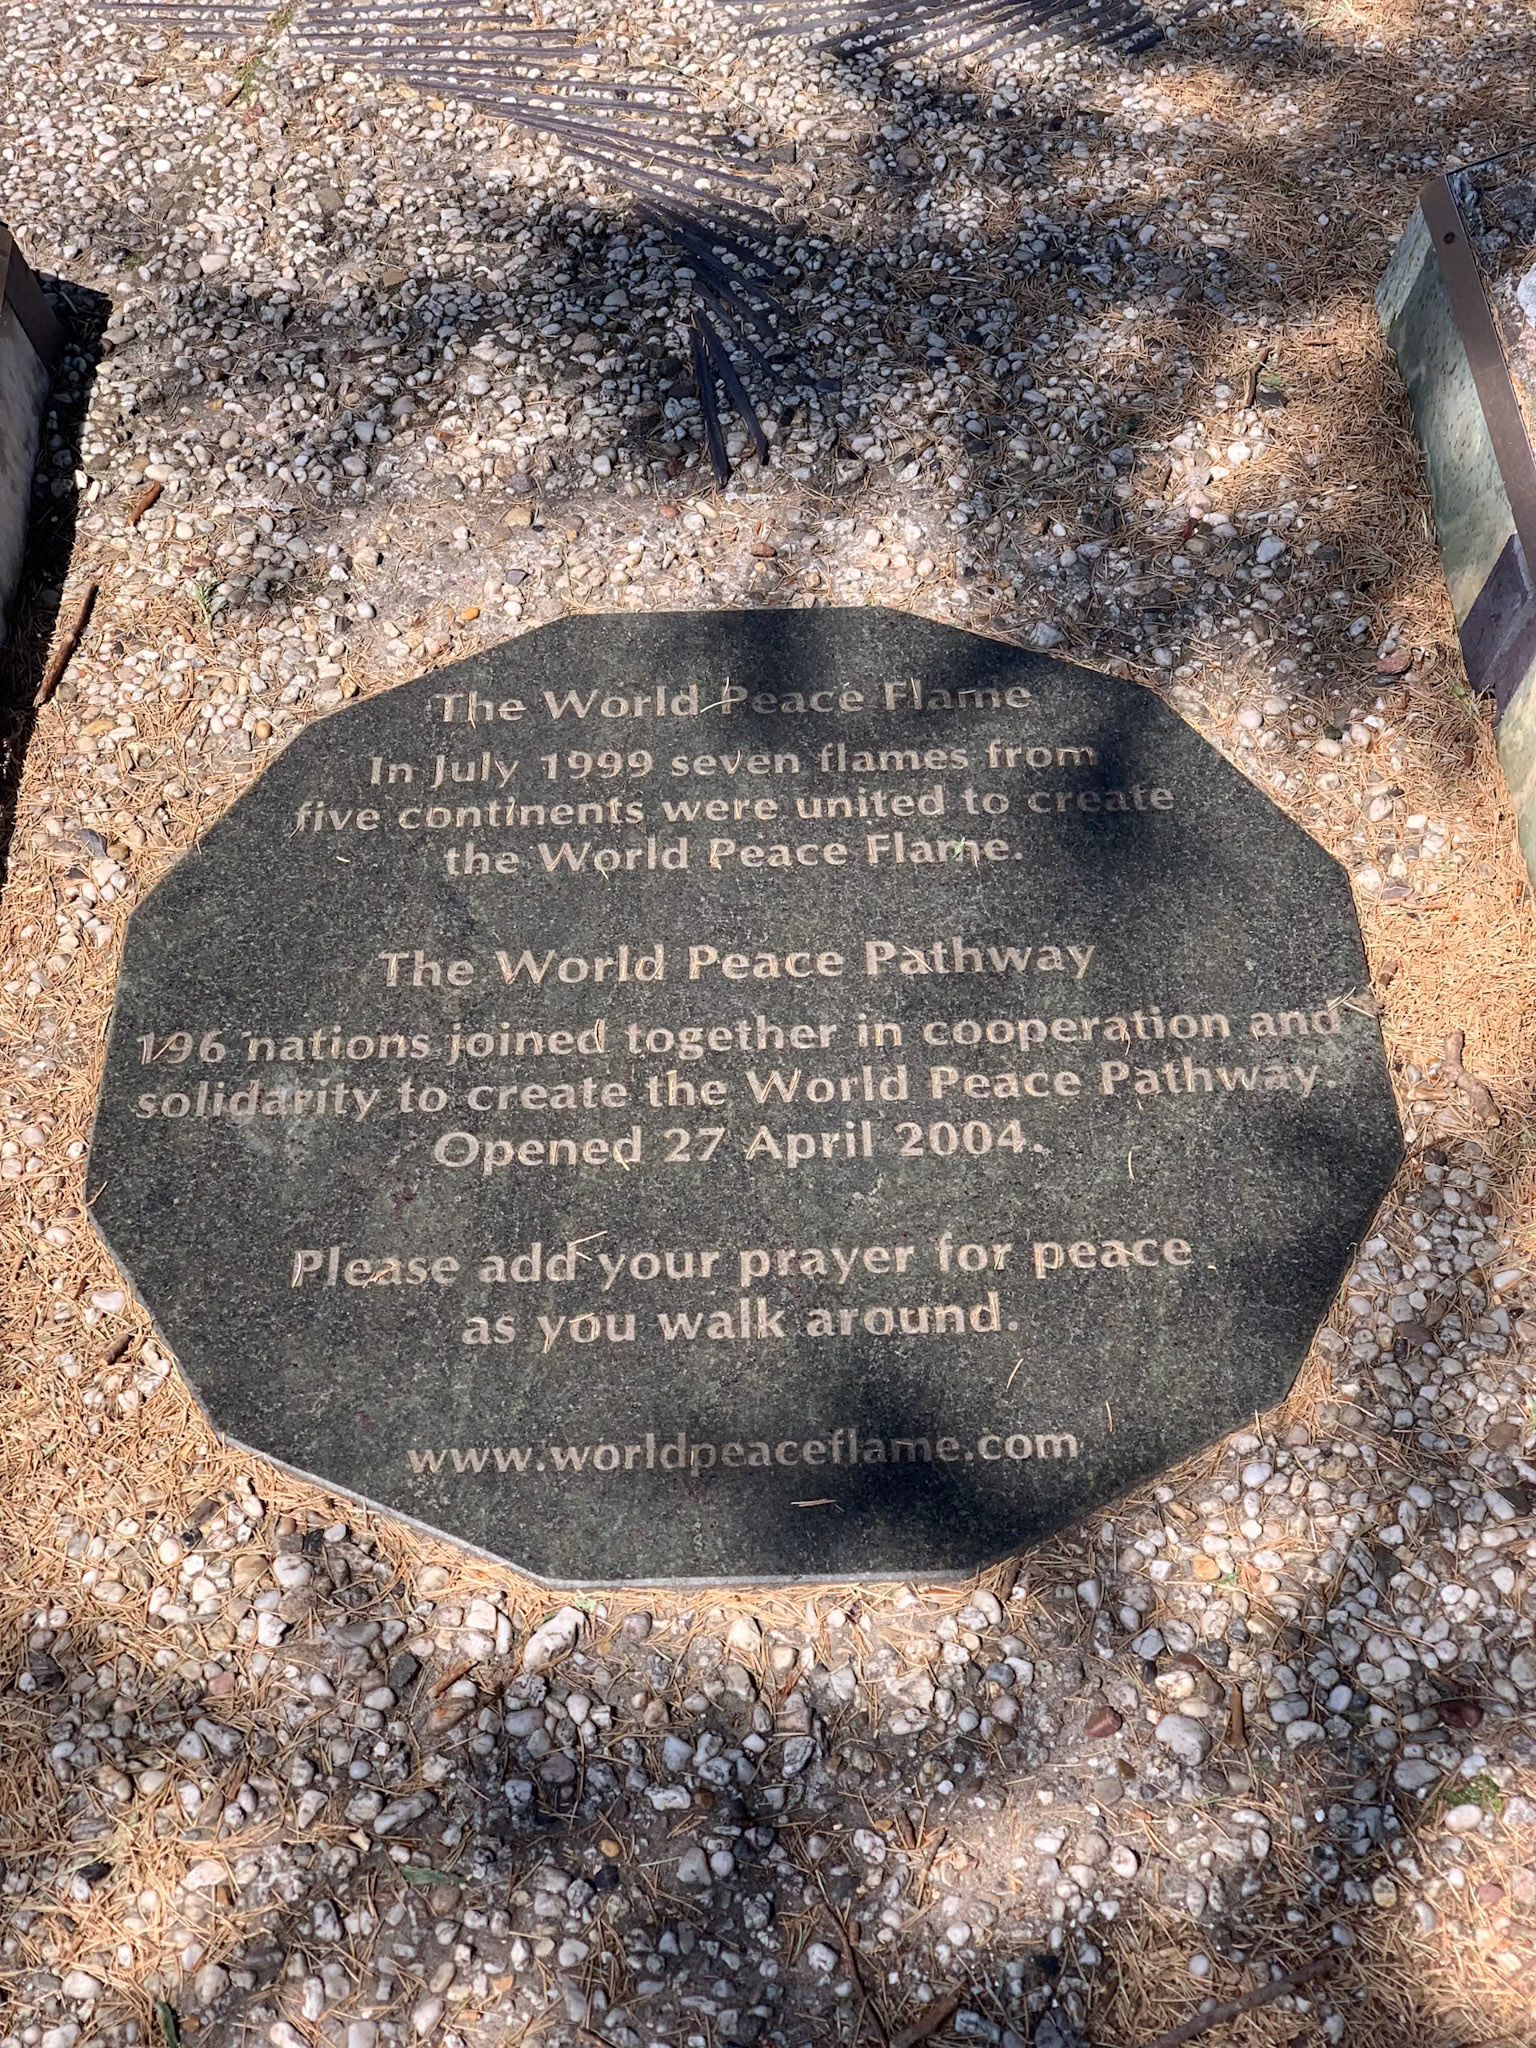 The World Peace Flame
In July 1999 seven flames from
five continents were united to create
the World Peace Flame.
The World Peace Pathway
196 nations joined together in cooperation and
solidarity to create the World Peace Pathway.
Opened 27 April 2004.
Please add your prayer for peace
as you walk around.
www.worldpeaceflame.com